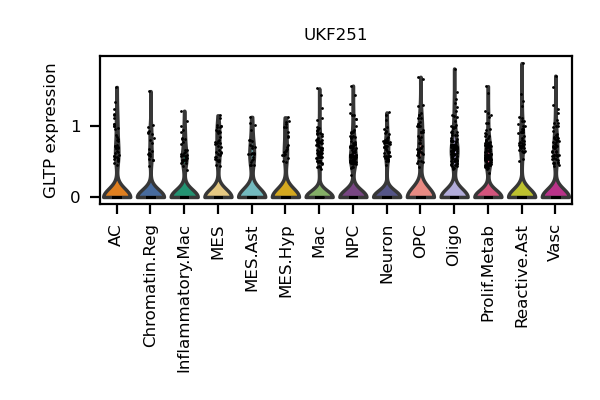 UKF251
GLTP expression
1
0
AC
Chromatin.Reg
Inflammatory.Mac
MES
MES.Ast
MES.Hyp
Mac
NPC
Neuron
OPC
Oligo
Prolif.Metab
Reactive.Ast
Vasc